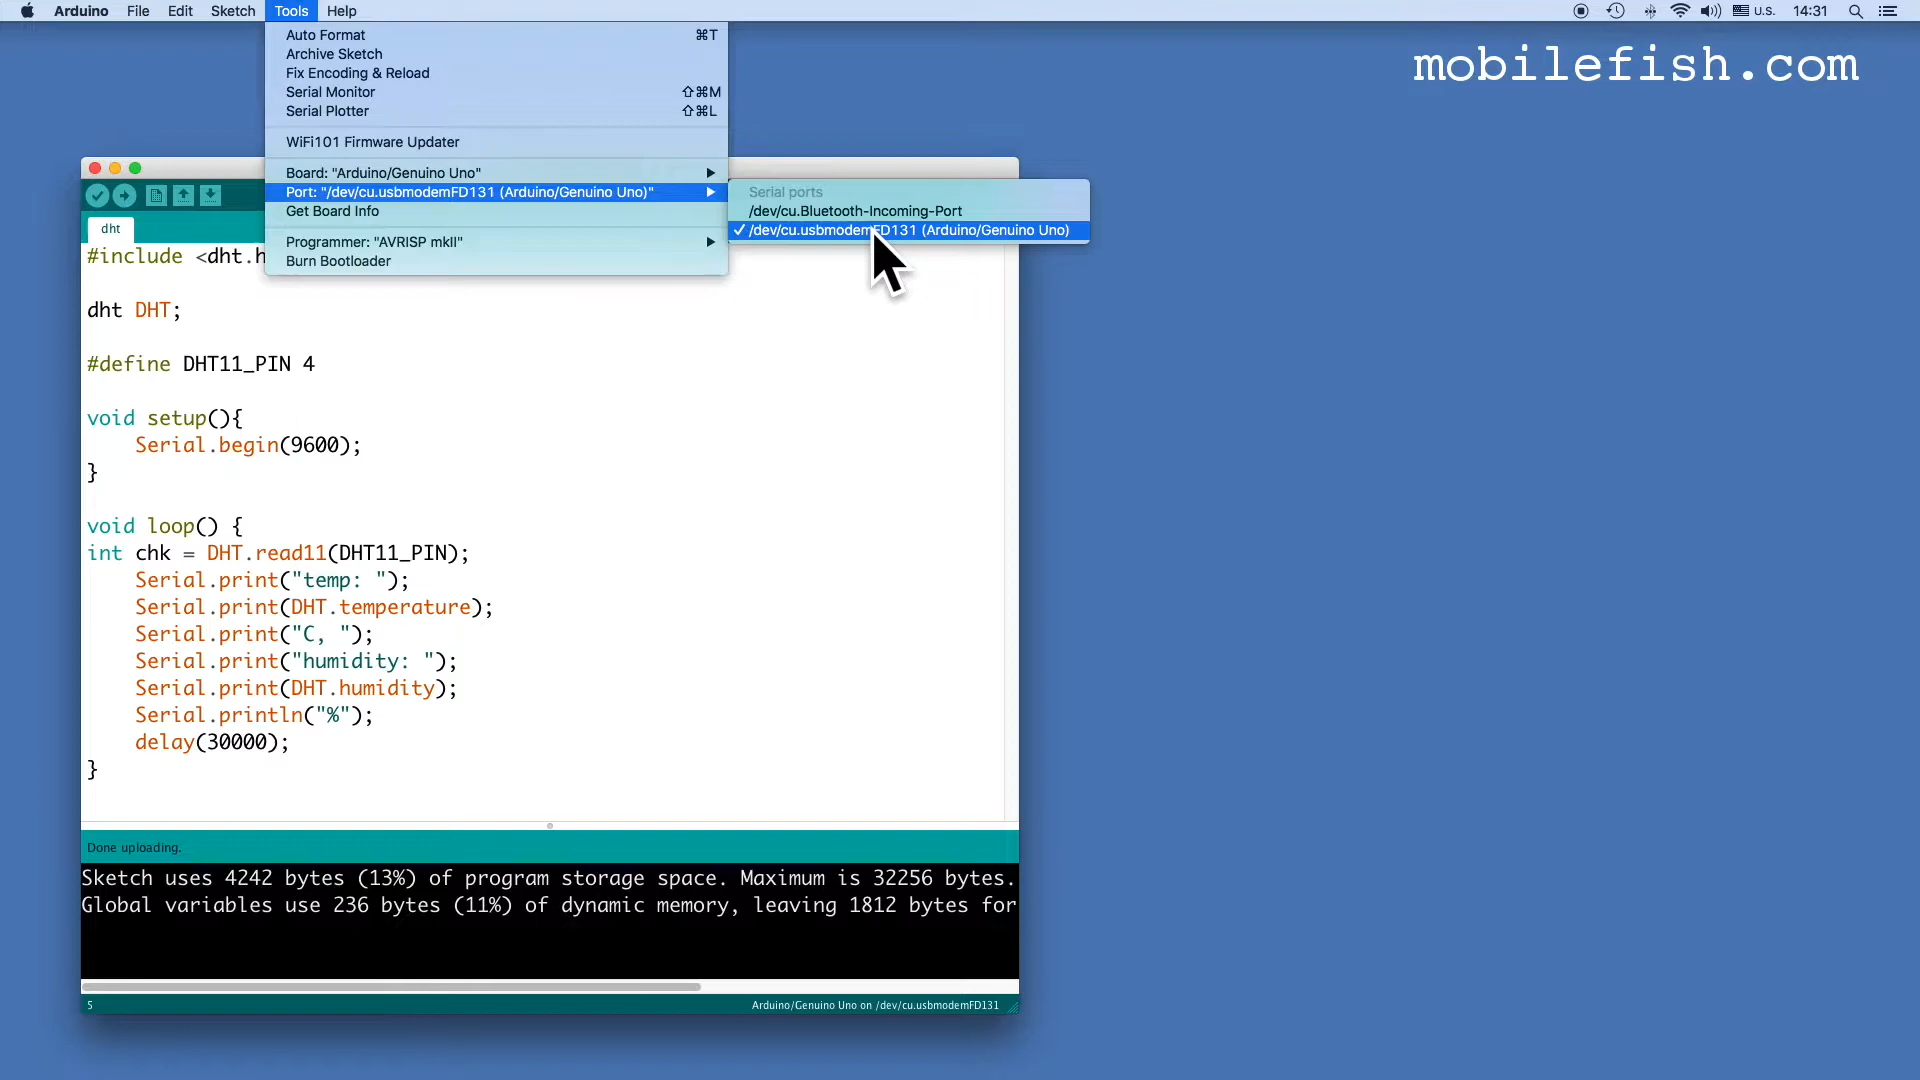 Arduino File Edit Sketch Tools Help
U.S. 14:31
mobilefish.com
Auto Format ⌘T
Archive Sketch
Fix Encoding & Reload
Serial Monitor ⇧⌘M
Serial Plotter ⇧⌘L
WiFi101 Firmware Updater
Board: "Arduino/Genuino Uno"
Port: "/dev/cu.usbmodemFD131 (Arduino/Genuino Uno)"
Get Board Info
Programmer: "AVRISP mkII"
Burn Bootloader
Serial ports
/dev/cu.Bluetooth-Incoming-Port
✓ /dev/cu.usbmodemFD131 (Arduino/Genuino Uno)
dht
#include <dht.h
dht DHT;
#define DHT11_PIN 4
void setup(){
Serial.begin(9600);
}
void loop() {
int chk = DHT.read11(DHT11_PIN);
Serial.print("temp: ");
Serial.print(DHT.temperature);
Serial.print("C, ");
Serial.print("humidity: ");
Serial.print(DHT.humidity);
Serial.println("%");
delay(30000);
}
Done uploading.
Sketch uses 4242 bytes (13%) of program storage space. Maximum is 32256 bytes.
Global variables use 236 bytes (11%) of dynamic memory, leaving 1812 bytes for
5
Arduino/Genuino Uno on /dev/cu.usbmodemFD131